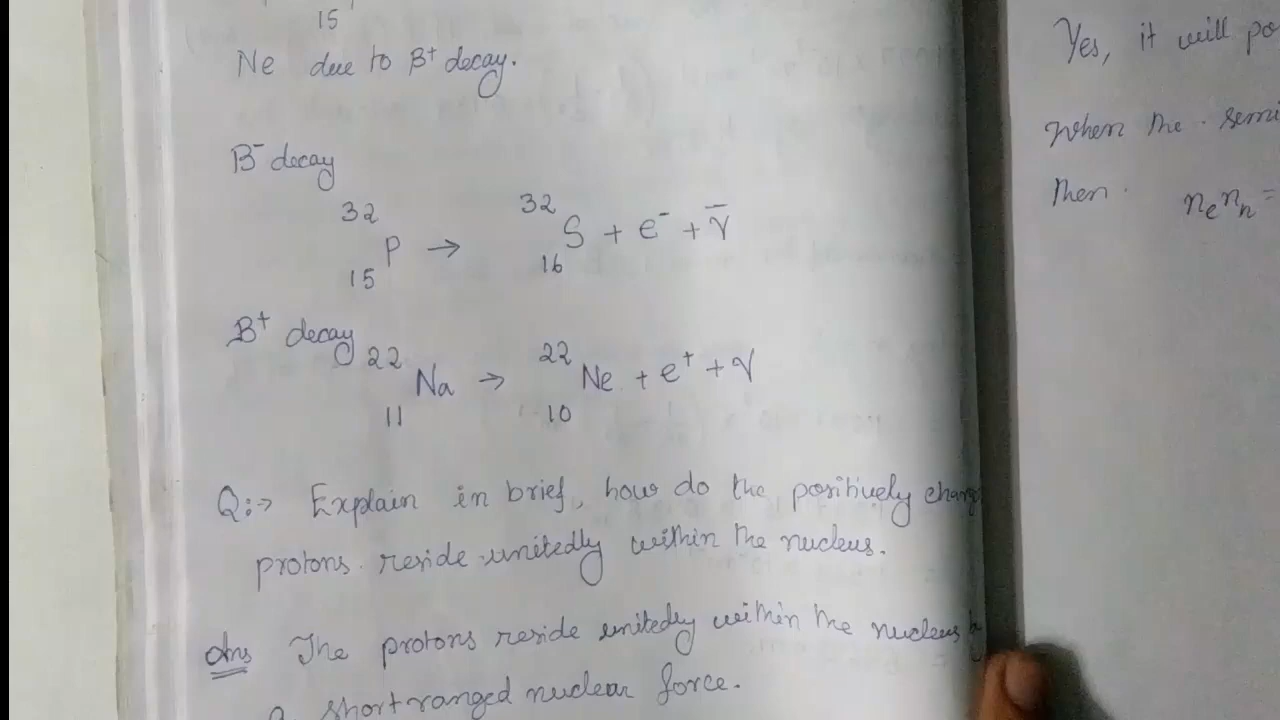 15
Ne due to β+ decay.
β- decay
32 32
P → S + e- + ν̄
15 16
β+ decay
22 22
Na → Ne + e+ + ν
11 10
Q:→ Explain in brief, how do the positively
protons reside unitedly within the nucleus.
Ans The protons reside unitedly within the nucleus
a short ranged nuclear force.
Yes, it will
When the
then. nenh =